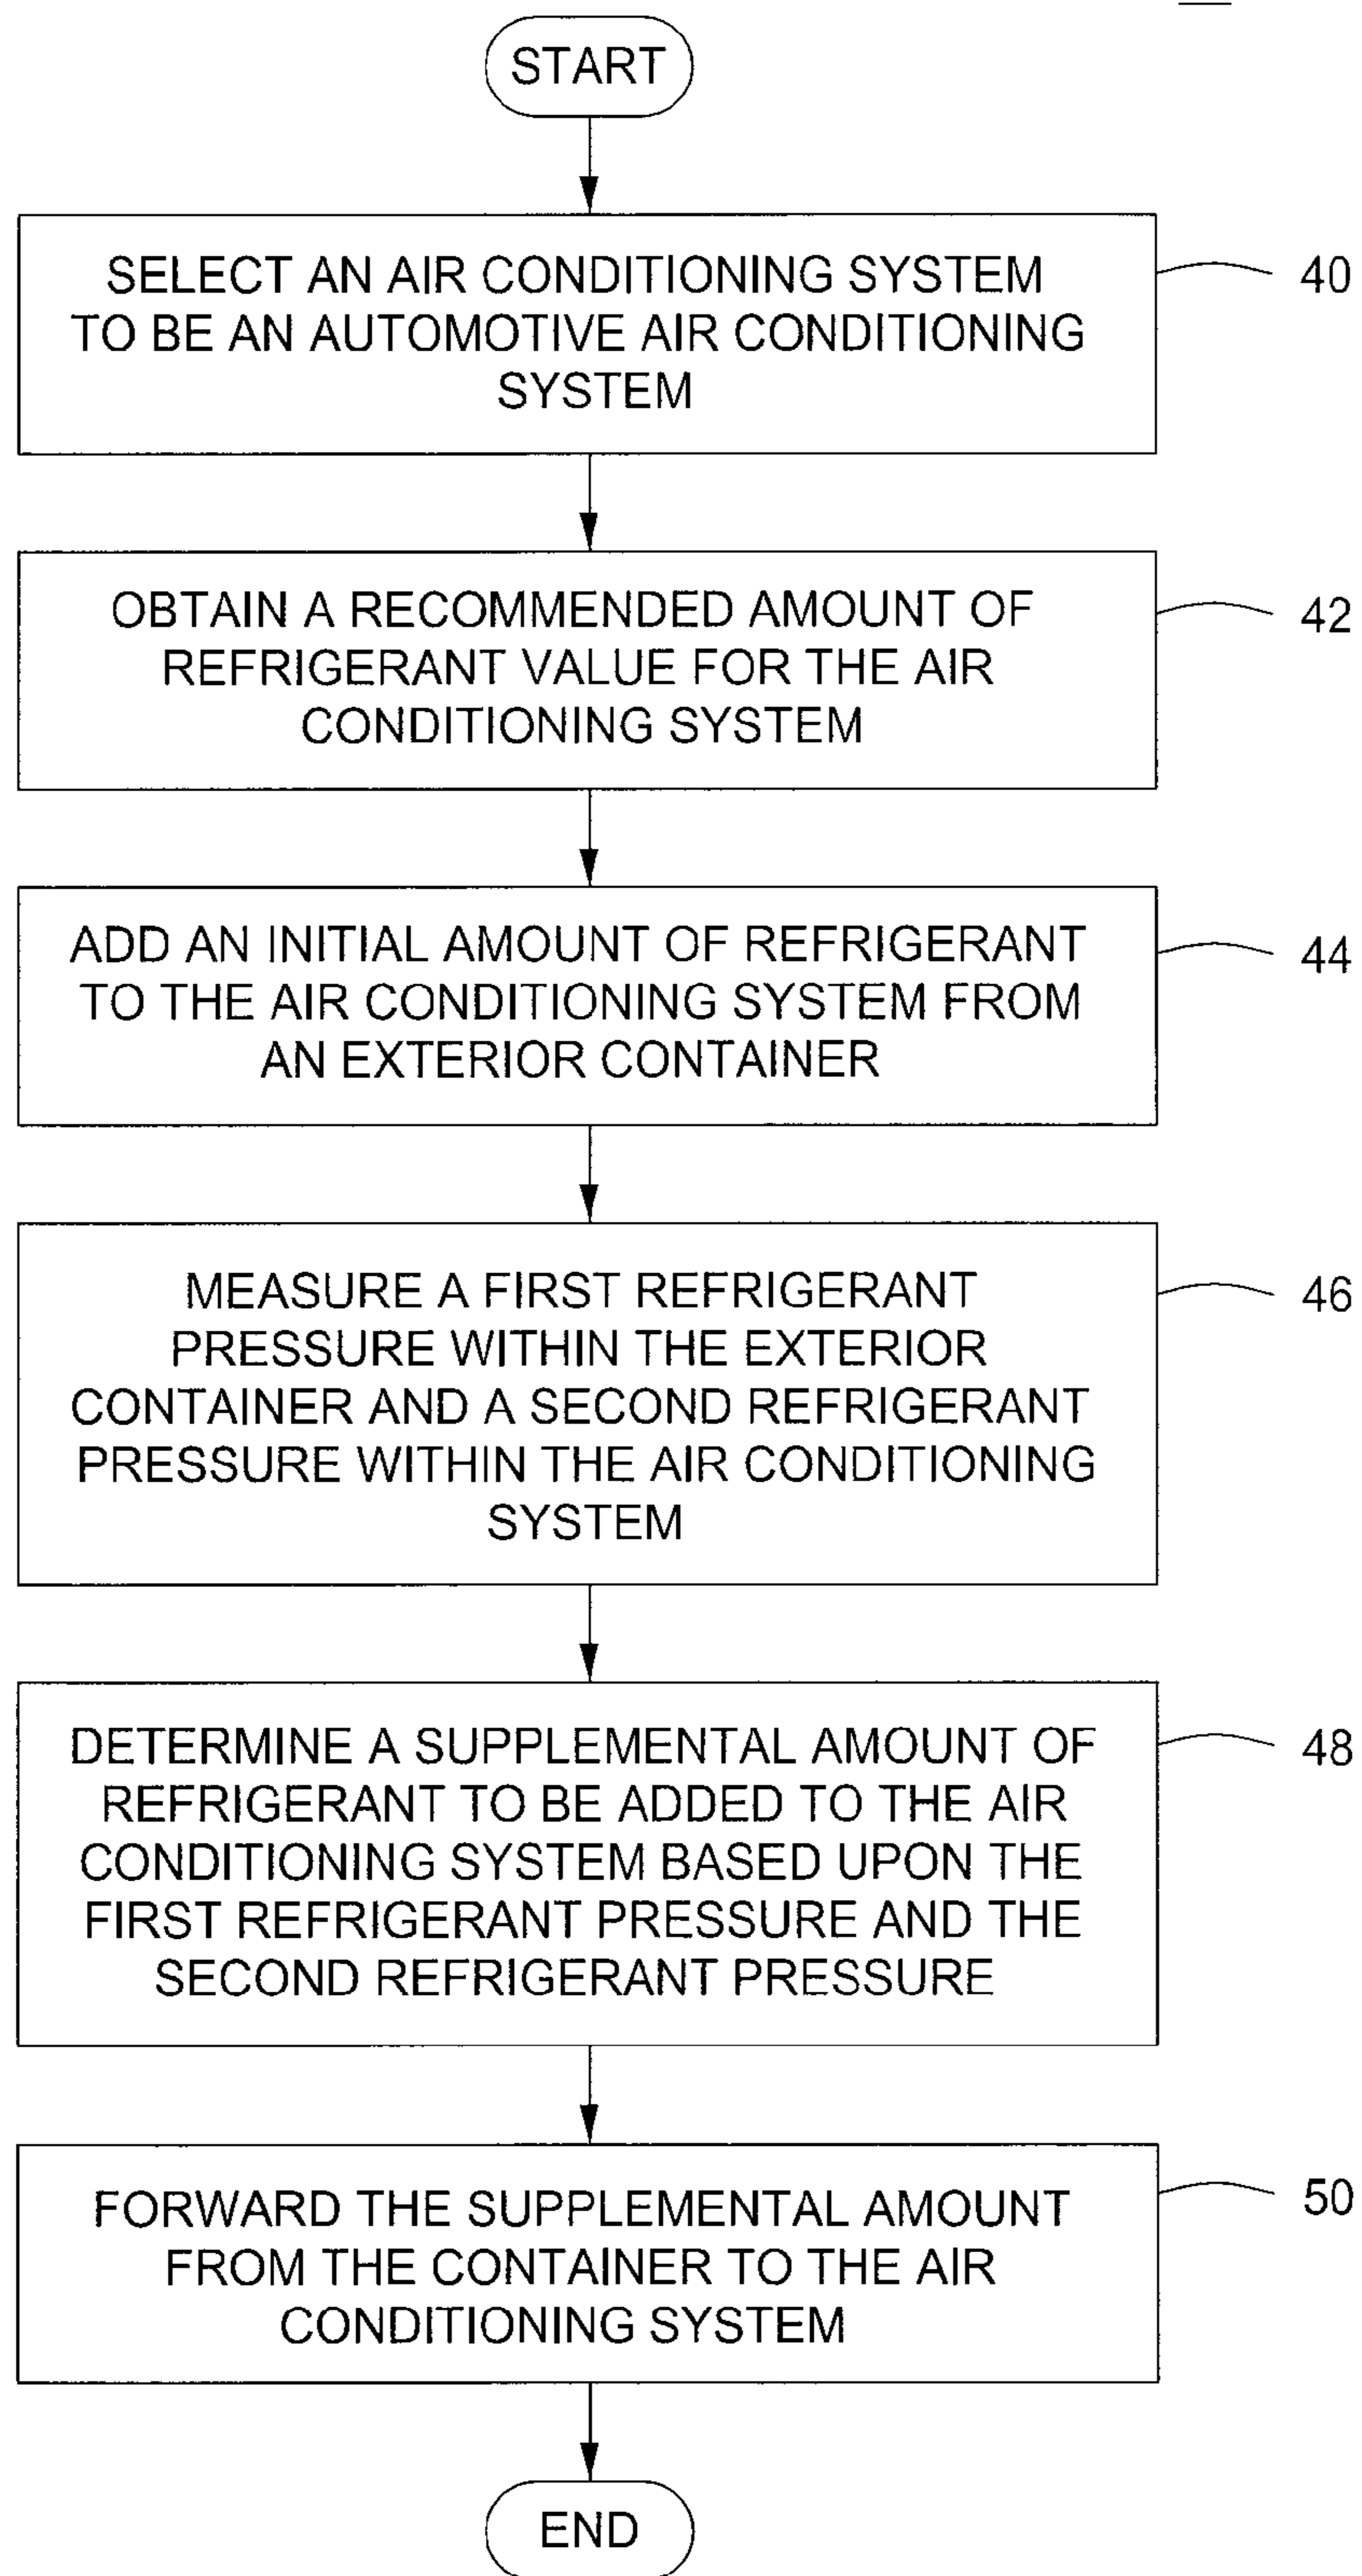 START
SELECT AN AIR CONDITIONING SYSTEM
TO BE AN AUTOMOTIVE AIR CONDITIONING
SYSTEM
40
OBTAIN A RECOMMENDED AMOUNT OF
REFRIGERANT VALUE FOR THE AIR
CONDITIONING SYSTEM
42
ADD AN INITIAL AMOUNT OF REFRIGERANT
TO THE AIR CONDITIONING SYSTEM FROM
AN EXTERIOR CONTAINER
44
MEASURE A FIRST REFRIGERANT
PRESSURE WITHIN THE EXTERIOR
CONTAINER AND A SECOND REFRIGERANT
PRESSURE WITHIN THE AIR CONDITIONING
SYSTEM
46
DETERMINE A SUPPLEMENTAL AMOUNT OF
REFRIGERANT TO BE ADDED TO THE AIR
CONDITIONING SYSTEM BASED UPON THE
FIRST REFRIGERANT PRESSURE AND THE
SECOND REFRIGERANT PRESSURE
48
FORWARD THE SUPPLEMENTAL AMOUNT
FROM THE CONTAINER TO THE AIR
CONDITIONING SYSTEM
50
END